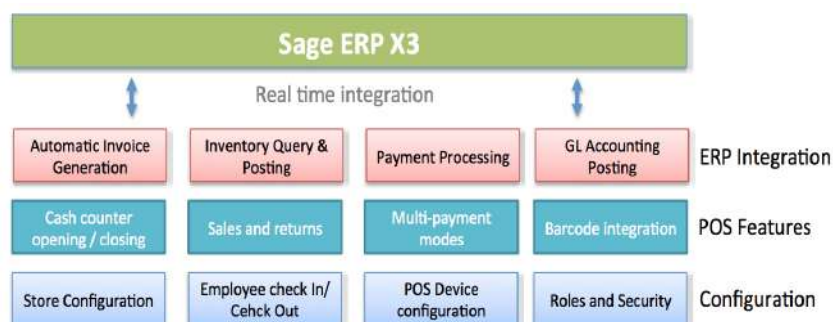 Sage ERP X3
Real time integration
Automatic Invoice
Generation
Inventory Query &
Posting
Payment Processing
GL Accounting
Posting
ERP Integration
Cash counter
opening / closing
Sales and returns
Multi-payment
modes
Barcode integration
POS Features
Store Configuration
Employee check In/
Cehck Out
POS Device
configuration
Roles and Security
Configuration